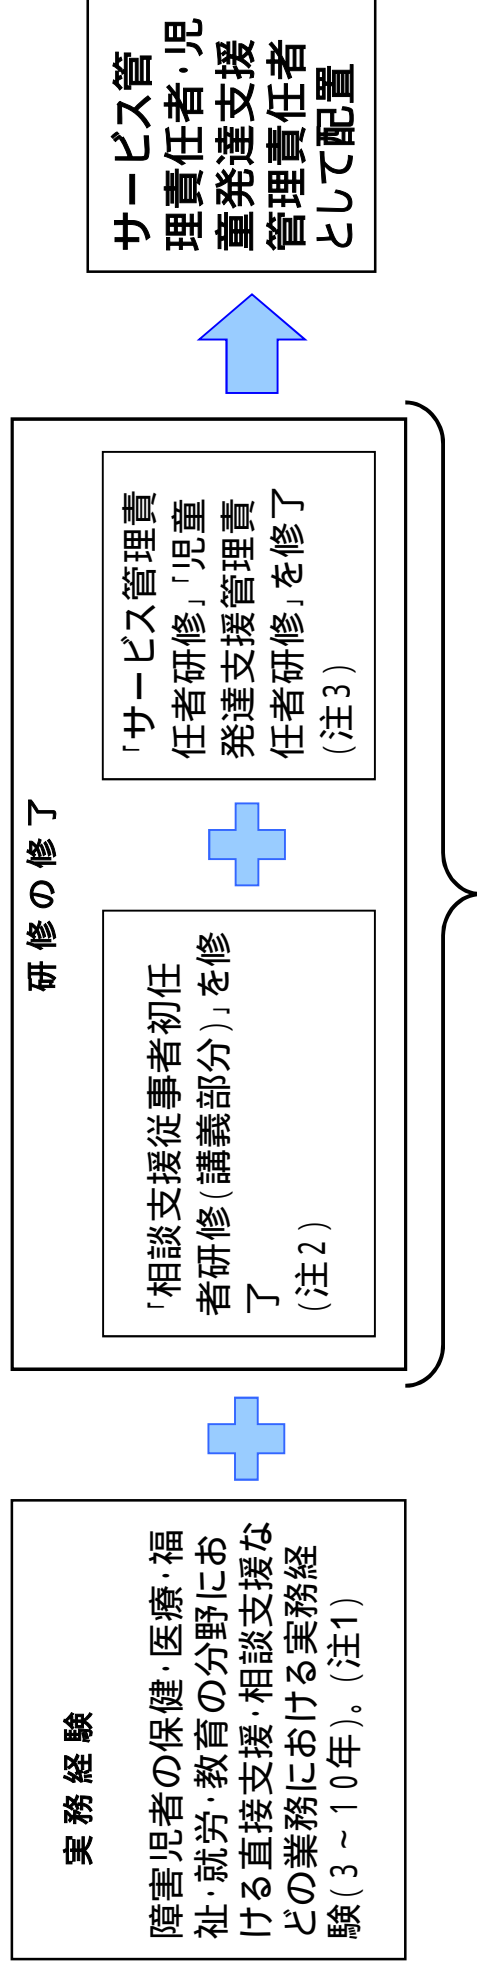 実務経験
障害児者の保健・医療・福
祉・就労・教育の分野にお
ける直接支援・相談支援な
どの業務における実務経
験(3～10年)。(注1)
研修の修了
「相談支援従事者初任
者研修(講義部分)」を修
了
(注2)
「サービス管理責
任者研修」「児童
発達支援管理責
任者研修」を修了
(注3)
サービス管
理責任者・児
童発達支援
管理責任者
として配置